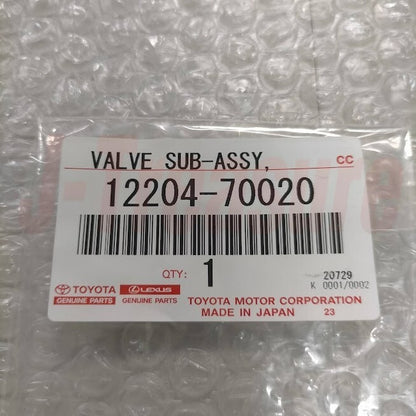 VALVE SUB-ASSY, CC
12204-70020
QTY: 1 20729
K 0001/0002
TOYOTA LEXUS TOYOTA MOTOR CORPORATION
GENUINE PARTS GENUINE PARTS MADE IN JAPAN 23